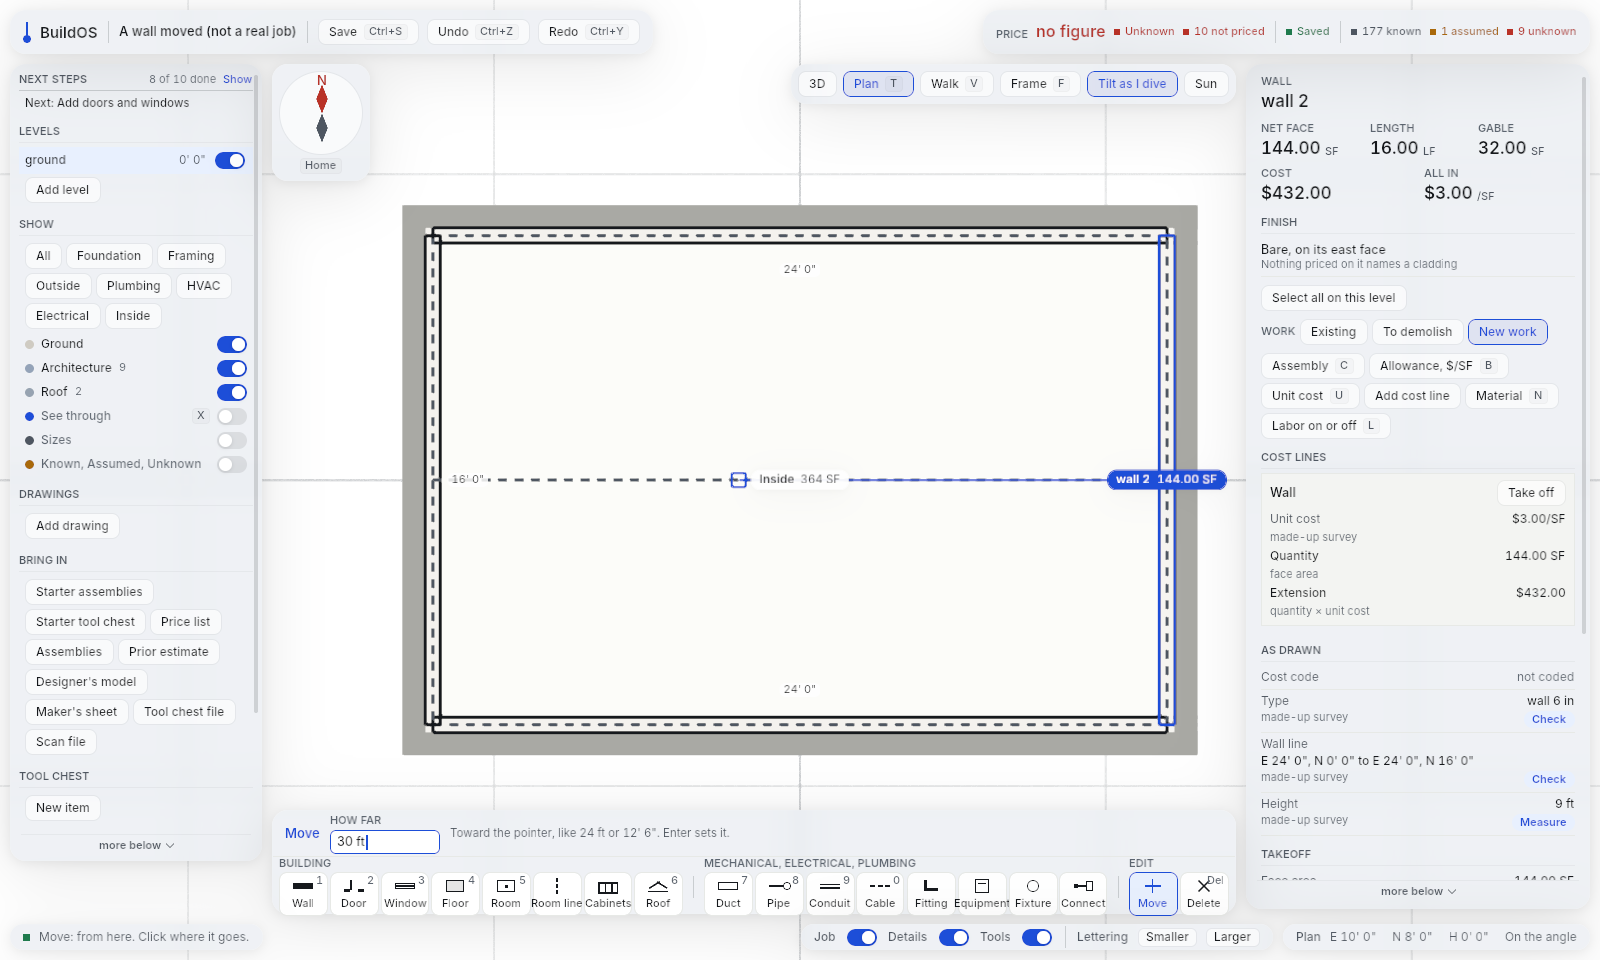 BuildOS
A wall moved (not a real job)
Save Ctrl+S
Undo Ctrl+Z
Redo Ctrl+Y
PRICE no figure
Unknown
10 not priced
Saved
177 known
1 assumed
9 unknown
NEXT STEPS 8 of 10 done Show
Next: Add doors and windows
LEVELS
ground 0' 0"
Add level
SHOW
All Foundation Framing
Outside Plumbing HVAC
Electrical Inside
Ground
Architecture 9
Roof 2
See through X
Sizes
Known, Assumed, Unknown
DRAWINGS
Add drawing
BRING IN
Starter assemblies
Starter tool chest Price list
Assemblies Prior estimate
Designer's model
Maker's sheet Tool chest file
Scan file
TOOL CHEST
New item
more below
N
Home
3D Plan T Walk V Frame F Tilt as I dive Sun
24' 0"
16' 0"
Inside 364 SF
wall 2 144.00 SF
24' 0"
WALL
wall 2
NET FACE LENGTH GABLE
144.00 SF 16.00 LF 32.00 SF
COST ALL IN
$432.00 $3.00 /SF
FINISH
Bare, on its east face
Nothing priced on it names a cladding
Select all on this level
WORK Existing To demolish New work
Assembly C Allowance, $/SF B
Unit cost U Add cost line Material N
Labor on or off L
COST LINES
Wall Take off
Unit cost $3.00/SF
made-up survey
Quantity 144.00 SF
face area
Extension $432.00
quantity × unit cost
AS DRAWN
Cost code not coded
Type wall 6 in
made-up survey Check
Wall line
E 24' 0", N 0' 0" to E 24' 0", N 16' 0"
made-up survey Check
Height 9 ft
made-up survey Measure
TAKEOFF
Face area 144.00 SF
more below
Move
HOW FAR
30 ft
Toward the pointer, like 24 ft or 12' 6". Enter sets it.
BUILDING
Wall 1 Door 2 Window 3 Floor 4 Room 5 Room line Cabinets Roof 6
MECHANICAL, ELECTRICAL, PLUMBING
Duct 7 Pipe 8 Conduit 9 Cable 0 Fitting Equipment Fixture Connect
EDIT
Move Delete Del
Move: from here. Click where it goes.
Job Details Tools Lettering Smaller Larger
Plan E 10' 0" N 8' 0" H 0' 0" On the angle